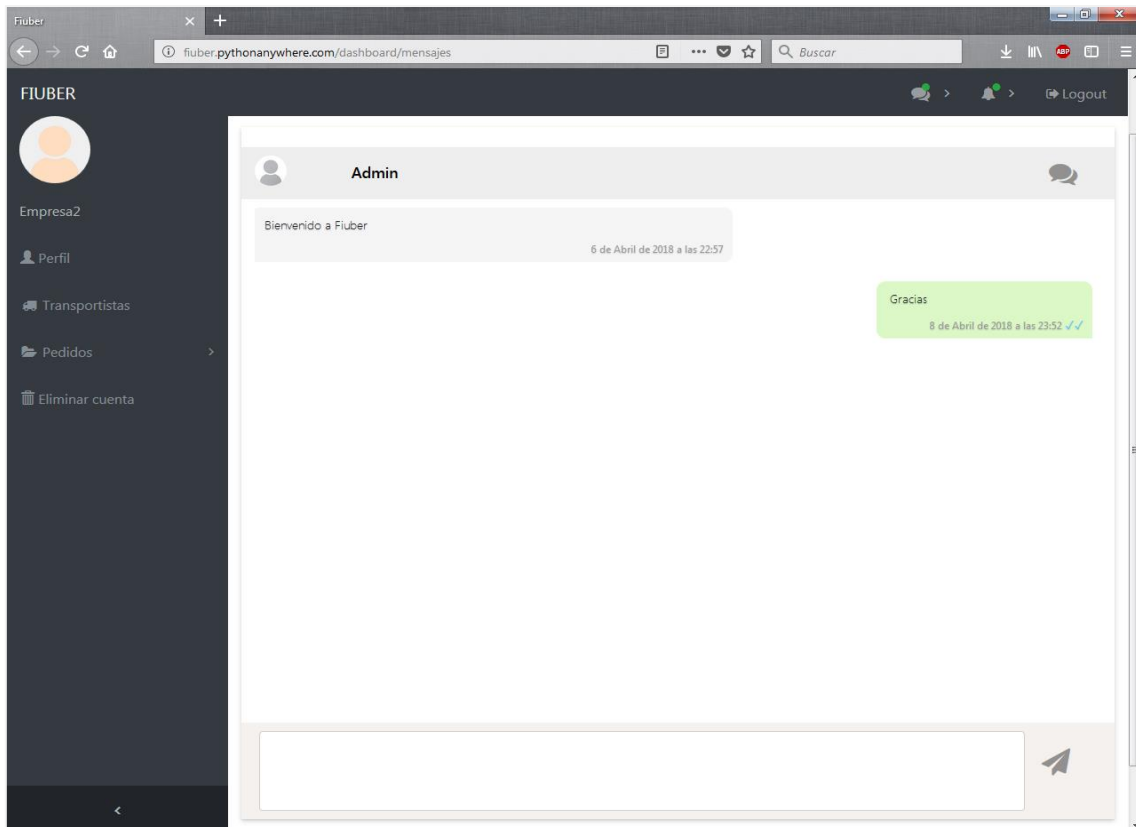 Fiuber
fiuber.pythonanywhere.com/dashboard/mensajes
Buscar
ABP
FIUBER
Logout
Empresa2
Perfil
Transportistas
Pedidos
Eliminar cuenta
Admin
Bienvenido a Fiuber
6 de Abril de 2018 a las 22:57
Gracias
8 de Abril de 2018 a las 23:52